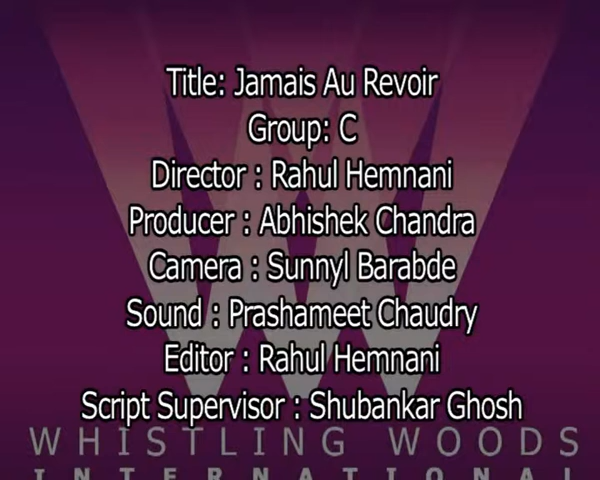 Title: Jamais Au Revoir
Group: C
Director : Rahul Hemnani
Producer : Abhishek Chandra
Camera : Sunnyl Barabde
Sound : Prashameet Chaudry
Editor : Rahul Hemnani
Script Supervisor : Shubankar Ghosh
WHISTLING WOODS
INTERNATIONAL